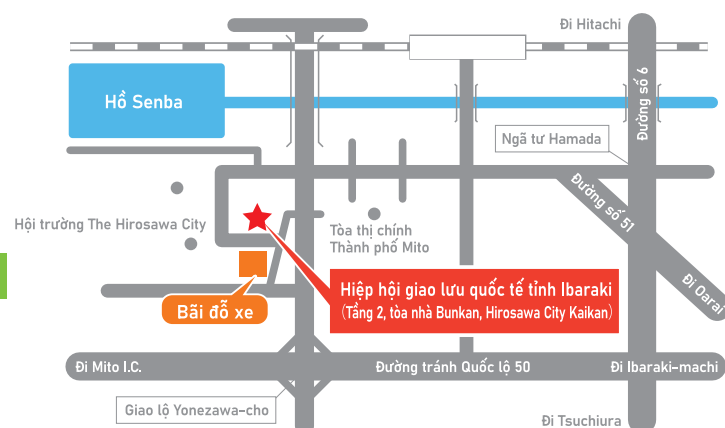 Đi Hitachi
Hồ Senba
Đường số 6
Ngã tư Hamada
Đường số 51
Hội trường The Hirosawa City
Tòa thị chính
Thành phố Mito
Đi Oarai
Hiệp hội giao lưu quốc tế tỉnh Ibaraki
(Tầng 2, tòa nhà Bunkan, Hirosawa City Kaikan)
Bãi đỗ xe
Đi Mito I.C.
Đường tránh Quốc lộ 50
Đi Ibaraki-machi
Giao lộ Yonezawa-cho
Đi Tsuchiura